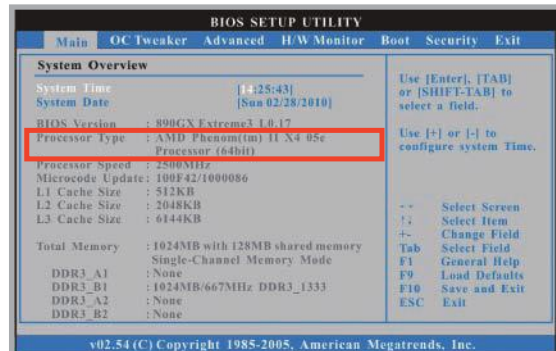 BIOS SETUP UTILITY
Main OC Tweaker Advanced H/W Monitor Boot Security Exit
System Overview
System Time [14:25:43]
System Date [Sun 02/28/2010]
BIOS Version : 890GX Extreme3 L0.17
Processor Type : AMD Phenom(tm) II X4 05e
Processor (64bit)
Processor Speed : 2500MHz
Microcode Update : 100F42/1000086
L1 Cache Size : 512KB
L2 Cache Size : 2048KB
L3 Cache Size : 6144KB
Total Memory : 1024MB with 128MB shared memory
Single-Channel Memory Mode
DDR3_A1 : None
DDR3_B1 : 1024MB/667MHz DDR3_1333
DDR3_A2 : None
DDR3_B2 : None
Use [Enter], [TAB]
or [SHIFT-TAB] to
select a field.
Use [+] or [-] to
configure system Time.
Select Screen
Select Item
+- Change Field
Tab Select Field
F1 General Help
F9 Load Defaults
F10 Save and Exit
ESC Exit
v02.54 (C) Copyright 1985-2005, American Megatrends, Inc.